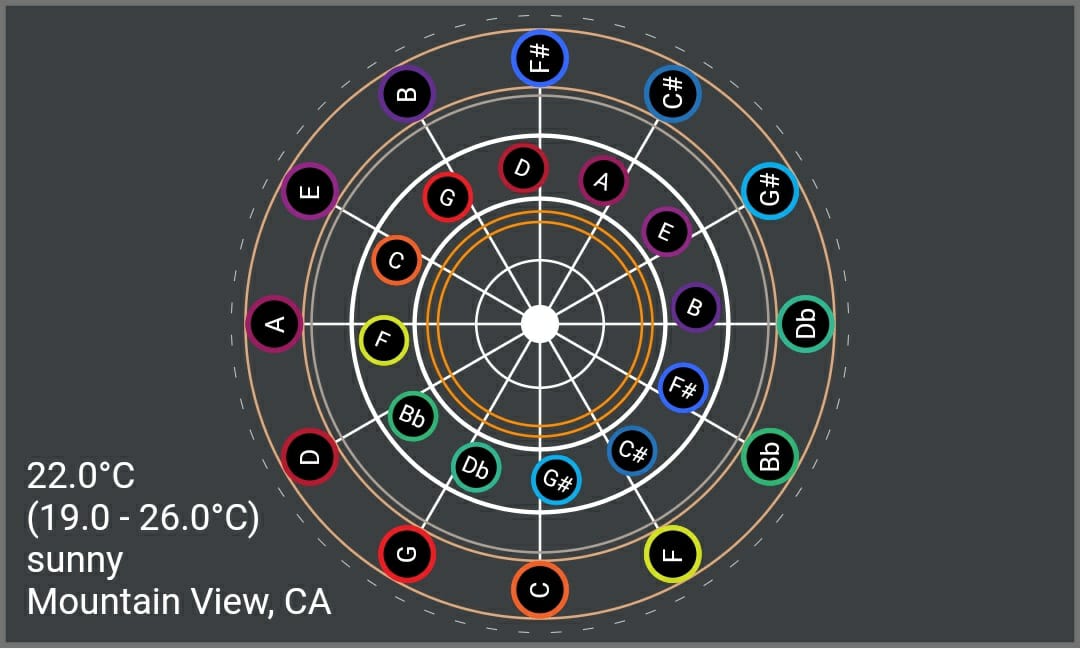 F#
B
C#
D
A
E
G#
G
E
C
B
A
F
Db
F#
Bb
C#
Db
G#
D
Bb
22.0°C
(19.0 - 26.0°C)
sunny
G
F
C
Mountain View, CA